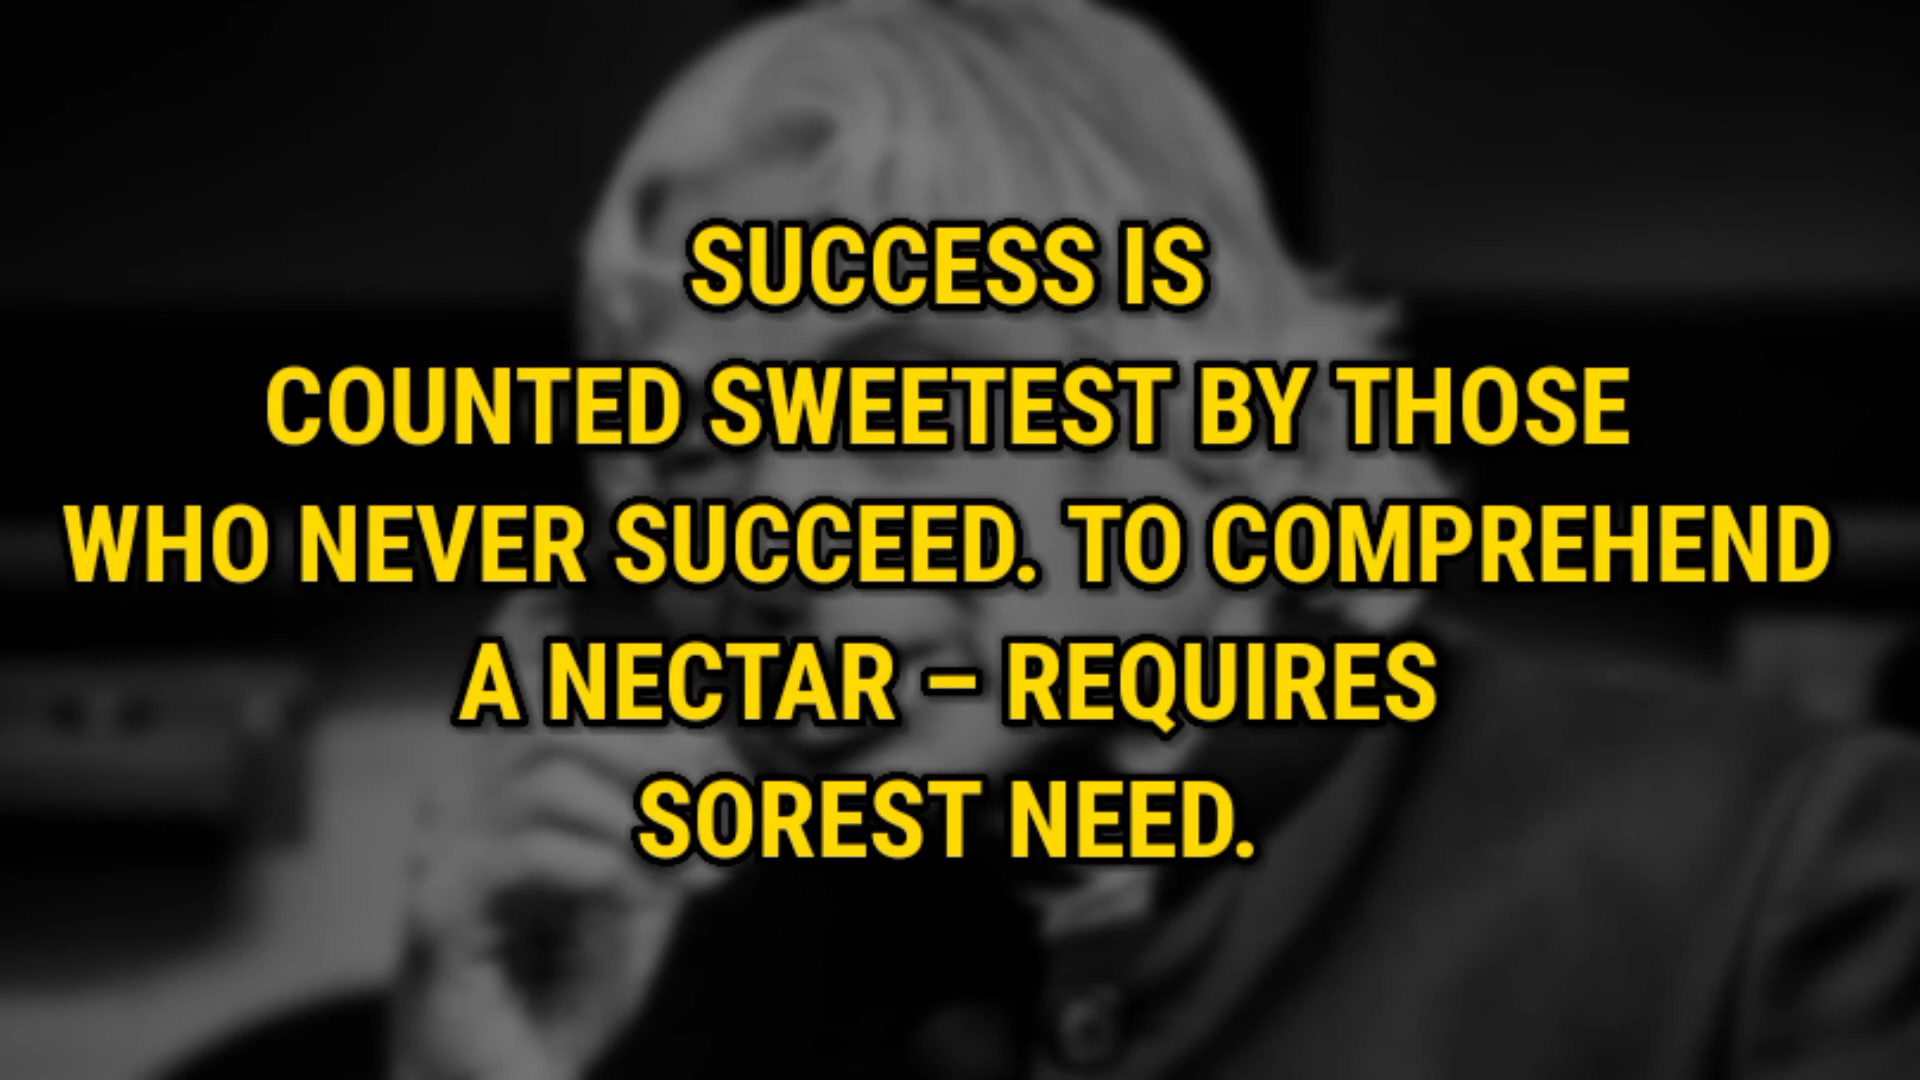 SUCCESS IS
COUNTED SWEETEST BY THOSE
WHO NEVER SUCCEED. TO COMPREHEND
A NECTAR – REQUIRES
SOREST NEED.